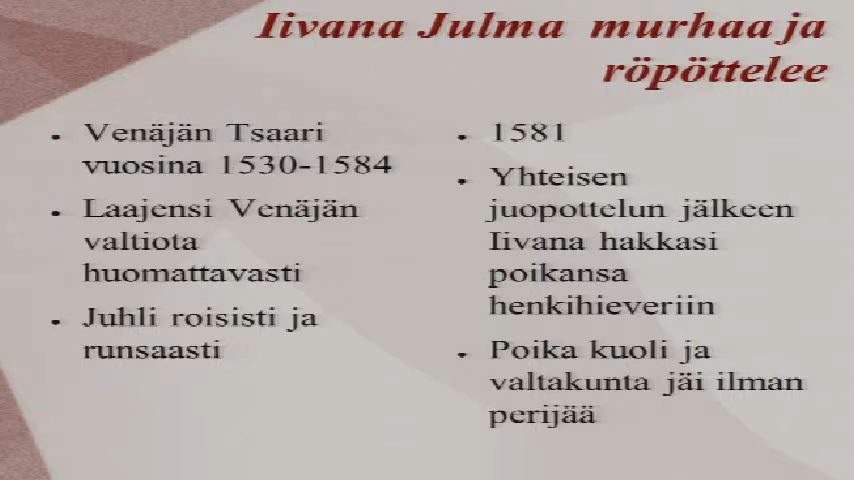 Iivana Julma murhaa ja
röpöttelee
• Venäjän Tsaari
vuosina 1530-1584
• Laajensi Venäjän
valtiota
huomattavasti
• Juhli roisisti ja
runsaasti
• 1581
• Yhteisen
juopottelun jälkeen
Iivana hakkasi
poikansa
henkihieveriin
• Poika kuoli ja
valtakunta jäi ilman
perijää